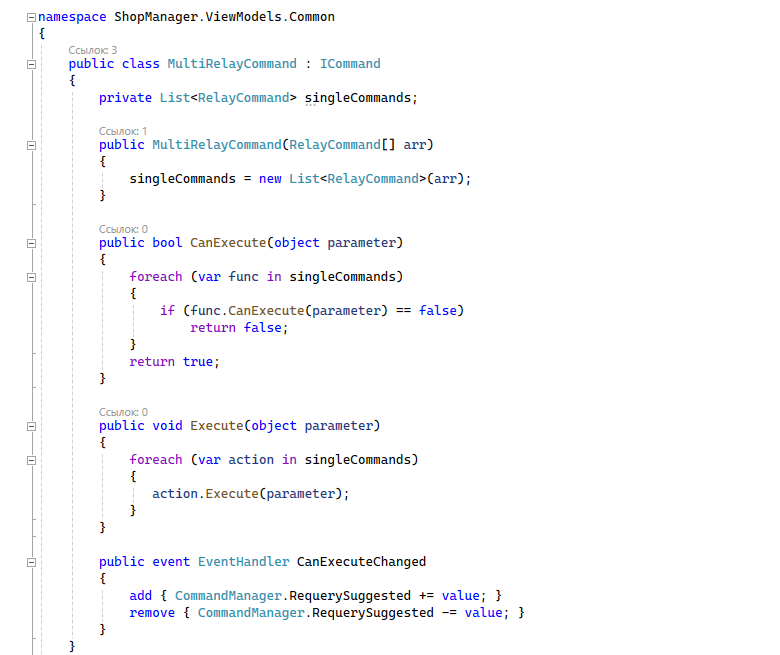 namespace ShopManager.ViewModels.Common
{
Ссылок: 3
public class MultiRelayCommand : ICommand
{
private List<RelayCommand> singleCommands;
Ссылок: 1
public MultiRelayCommand(RelayCommand[] arr)
{
singleCommands = new List<RelayCommand>(arr);
}
Ссылок: 0
public bool CanExecute(object parameter)
{
foreach (var func in singleCommands)
{
if (func.CanExecute(parameter) == false)
return false;
}
return true;
}
Ссылок: 0
public void Execute(object parameter)
{
foreach (var action in singleCommands)
{
action.Execute(parameter);
}
}
public event EventHandler CanExecuteChanged
{
add { CommandManager.RequerySuggested += value; }
remove { CommandManager.RequerySuggested -= value; }
}
}